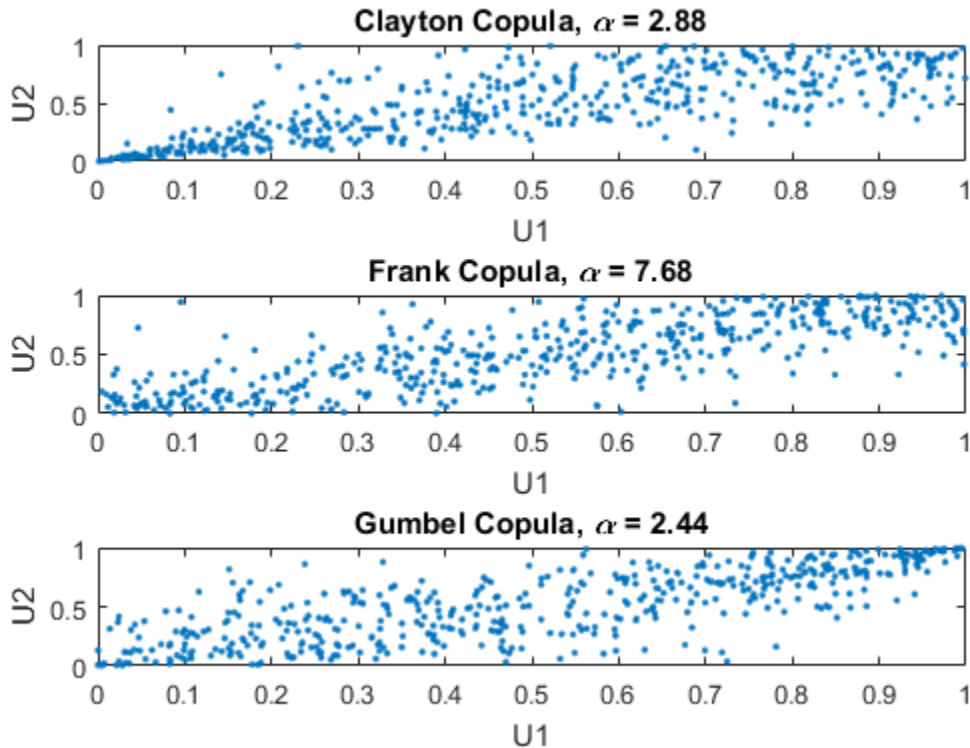 Clayton Copula, α = 2.88
1
0.5
0
U2
0 0.1 0.2 0.3 0.4 0.5 0.6 0.7 0.8 0.9 1
U1
Frank Copula, α = 7.68
1
0.5
0
U2
0 0.1 0.2 0.3 0.4 0.5 0.6 0.7 0.8 0.9 1
U1
Gumbel Copula, α = 2.44
1
0.5
0
U2
0 0.1 0.2 0.3 0.4 0.5 0.6 0.7 0.8 0.9 1
U1